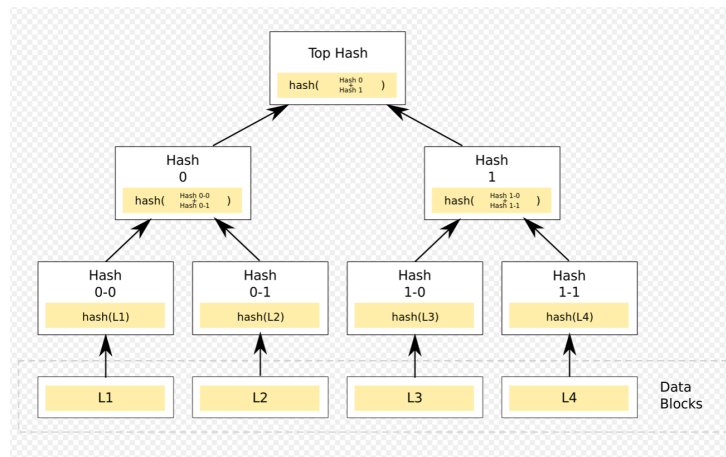 Top Hash
hash( Hash 0 + Hash 1 )
Hash
0
hash( Hash 0-0 + Hash 0-1 )
Hash
1
hash( Hash 1-0 + Hash 1-1 )
Hash
0-0
hash(L1)
Hash
0-1
hash(L2)
Hash
1-0
hash(L3)
Hash
1-1
hash(L4)
L1
L2
L3
L4
Data
Blocks